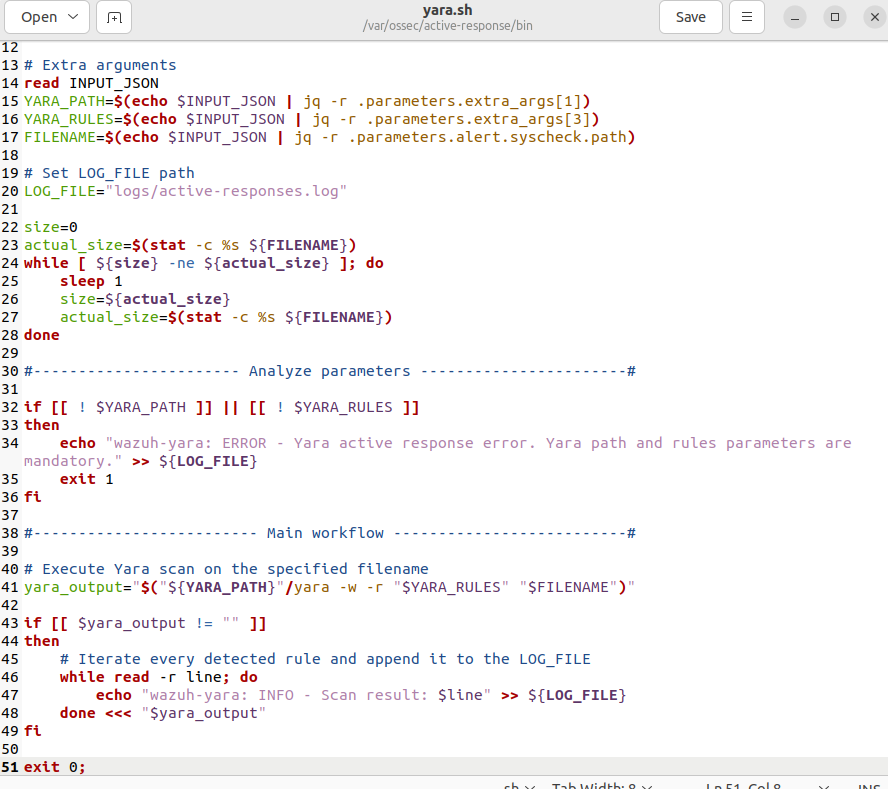 Open
yara.sh
/var/ossec/active-response/bin
Save
12
13 # Extra arguments
14 read INPUT_JSON
15 YARA_PATH=$(echo $INPUT_JSON | jq -r .parameters.extra_args[1])
16 YARA_RULES=$(echo $INPUT_JSON | jq -r .parameters.extra_args[3])
17 FILENAME=$(echo $INPUT_JSON | jq -r .parameters.alert.syscheck.path)
18
19 # Set LOG_FILE path
20 LOG_FILE="logs/active-responses.log"
21
22 size=0
23 actual_size=$(stat -c %s ${FILENAME})
24 while [ ${size} -ne ${actual_size} ]; do
25     sleep 1
26     size=${actual_size}
27     actual_size=$(stat -c %s ${FILENAME})
28 done
29
30 #----------------------- Analyze parameters -----------------------#
31
32 if [[ ! $YARA_PATH ]] || [[ ! $YARA_RULES ]]
33 then
34     echo "wazuh-yara: ERROR - Yara active response error. Yara path and rules parameters are
mandatory." >> ${LOG_FILE}
35     exit 1
36 fi
37
38 #------------------------- Main workflow --------------------------#
39
40 # Execute Yara scan on the specified filename
41 yara_output="$("${YARA_PATH}"/yara -w -r "$YARA_RULES" "$FILENAME")"
42
43 if [[ $yara_output != "" ]]
44 then
45     # Iterate every detected rule and append it to the LOG_FILE
46     while read -r line; do
47         echo "wazuh-yara: INFO - Scan result: $line" >> ${LOG_FILE}
48     done <<< "$yara_output"
49 fi
50
51 exit 0;
sh Tab Width: 8 Ln 51, Col 8 INS